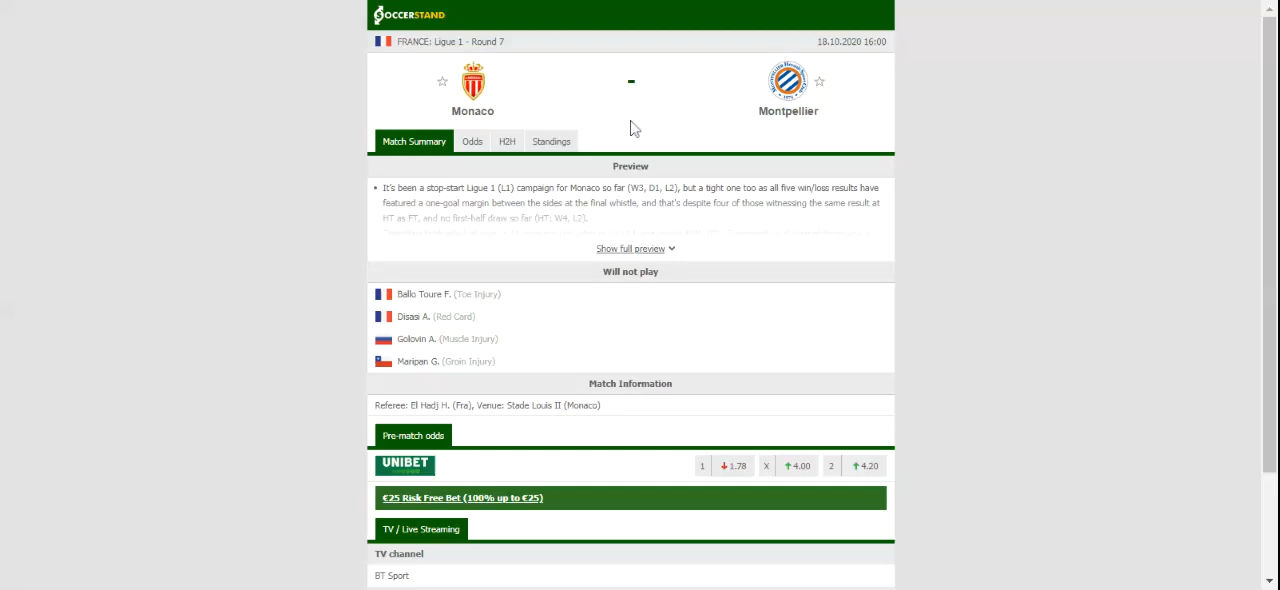 SOCCERSTAND
FRANCE: Ligue 1 - Round 7 18.10.2020 16:00
-
Monaco Montpellier
Match Summary Odds H2H Standings
Preview
• It's been a stop-start Ligue 1 (L1) campaign for Monaco so far (W3, D1, L2), but a tight one too as all five win/loss results have
featured a one-goal margin between the sides at the final whistle, and that's despite four of those witnessing the same result at
HT as FT, and no first-half draw so far (HT: W4, L2).
Show full preview
Will not play
Ballo Toure F. (Toe Injury)
Disasi A. (Red Card)
Golovin A. (Muscle Injury)
Maripan G. (Groin Injury)
Match Information
Referee: El Hadj H. (Fra), Venue: Stade Louis II (Monaco)
Pre-match odds
UNIBET 1 1.78 X 4.00 2 4.20
€25 Risk Free Bet (100% up to €25)
TV / Live Streaming
TV channel
BT Sport